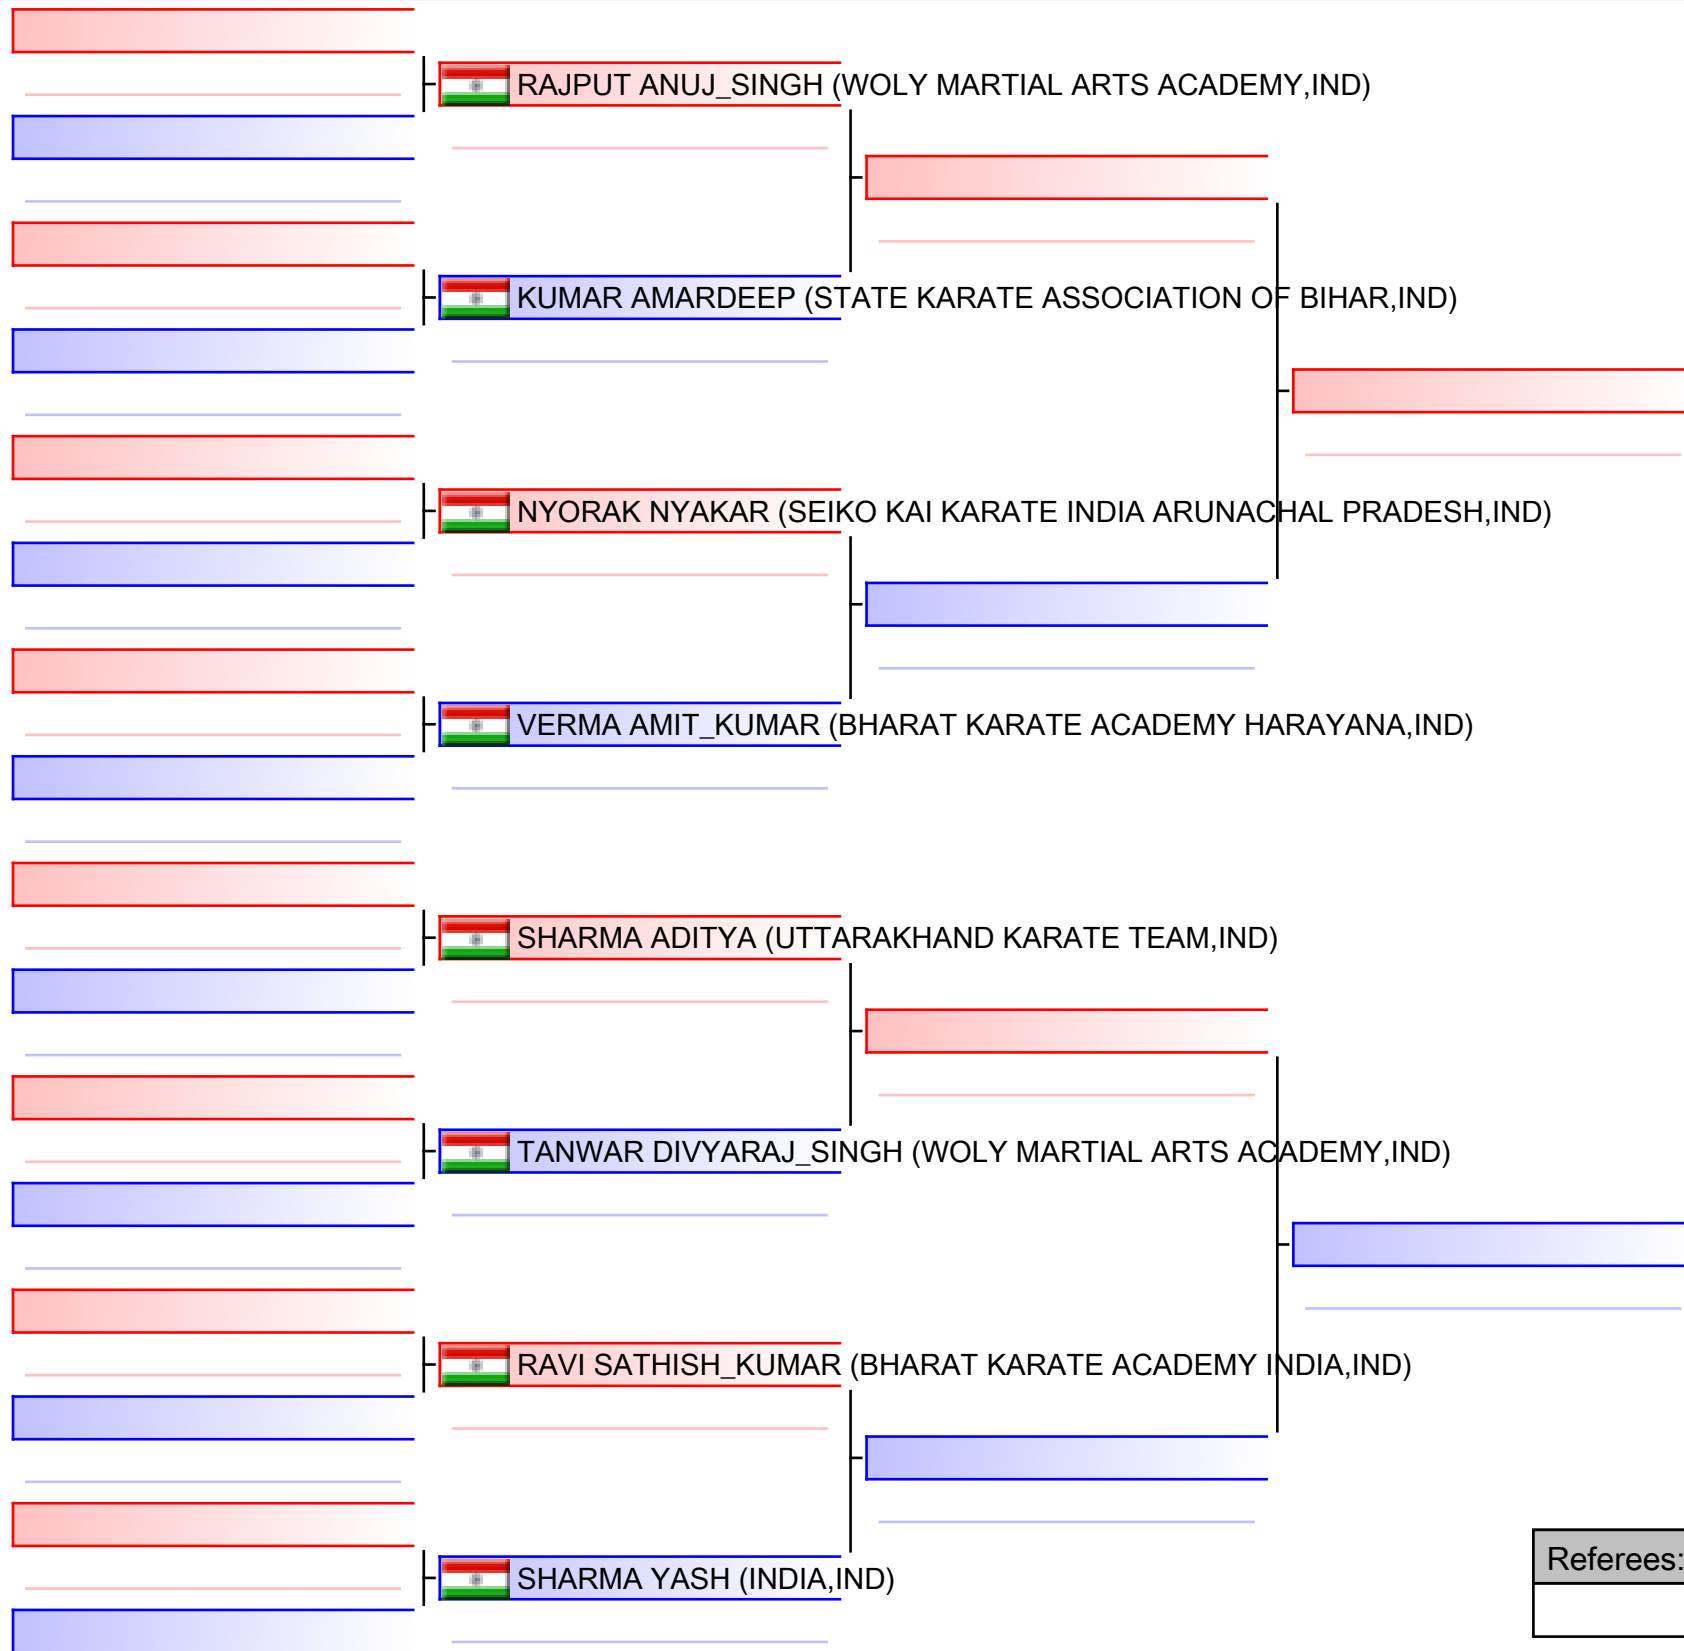 RAJPUT ANUJ_SINGH (WOLY MARTIAL ARTS ACADEMY,IND)
KUMAR AMARDEEP (STATE KARATE ASSOCIATION OF BIHAR,IND)
NYORAK NYAKAR (SEIKO KAI KARATE INDIA ARUNACHAL PRADESH,IND)
VERMA AMIT_KUMAR (BHARAT KARATE ACADEMY HARAYANA,IND)
SHARMA ADITYA (UTTARAKHAND KARATE TEAM,IND)
TANWAR DIVYARAJ_SINGH (WOLY MARTIAL ARTS ACADEMY,IND)
RAVI SATHISH_KUMAR (BHARAT KARATE ACADEMY INDIA,IND)
SHARMA YASH (INDIA,IND)
Referees: